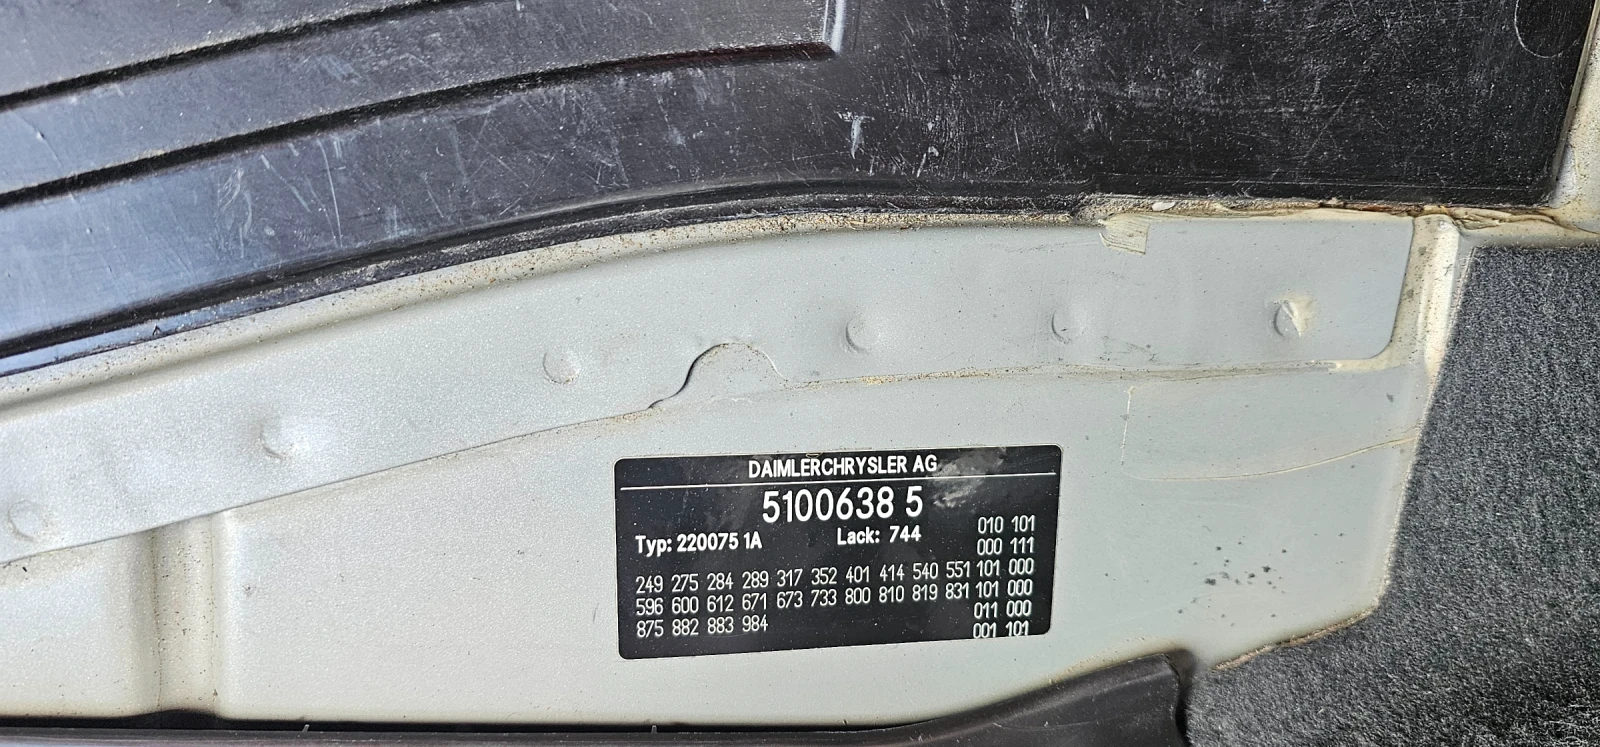 DAIMLERCHRYSLER AG
5100638 5
Typ: 220075 1A Lack: 744 010 101
000 111
249 275 284 289 317 352 401 414 540 551 101 000
596 600 612 671 673 733 800 810 819 831 101 000
875 882 883 984 011 000
001 101